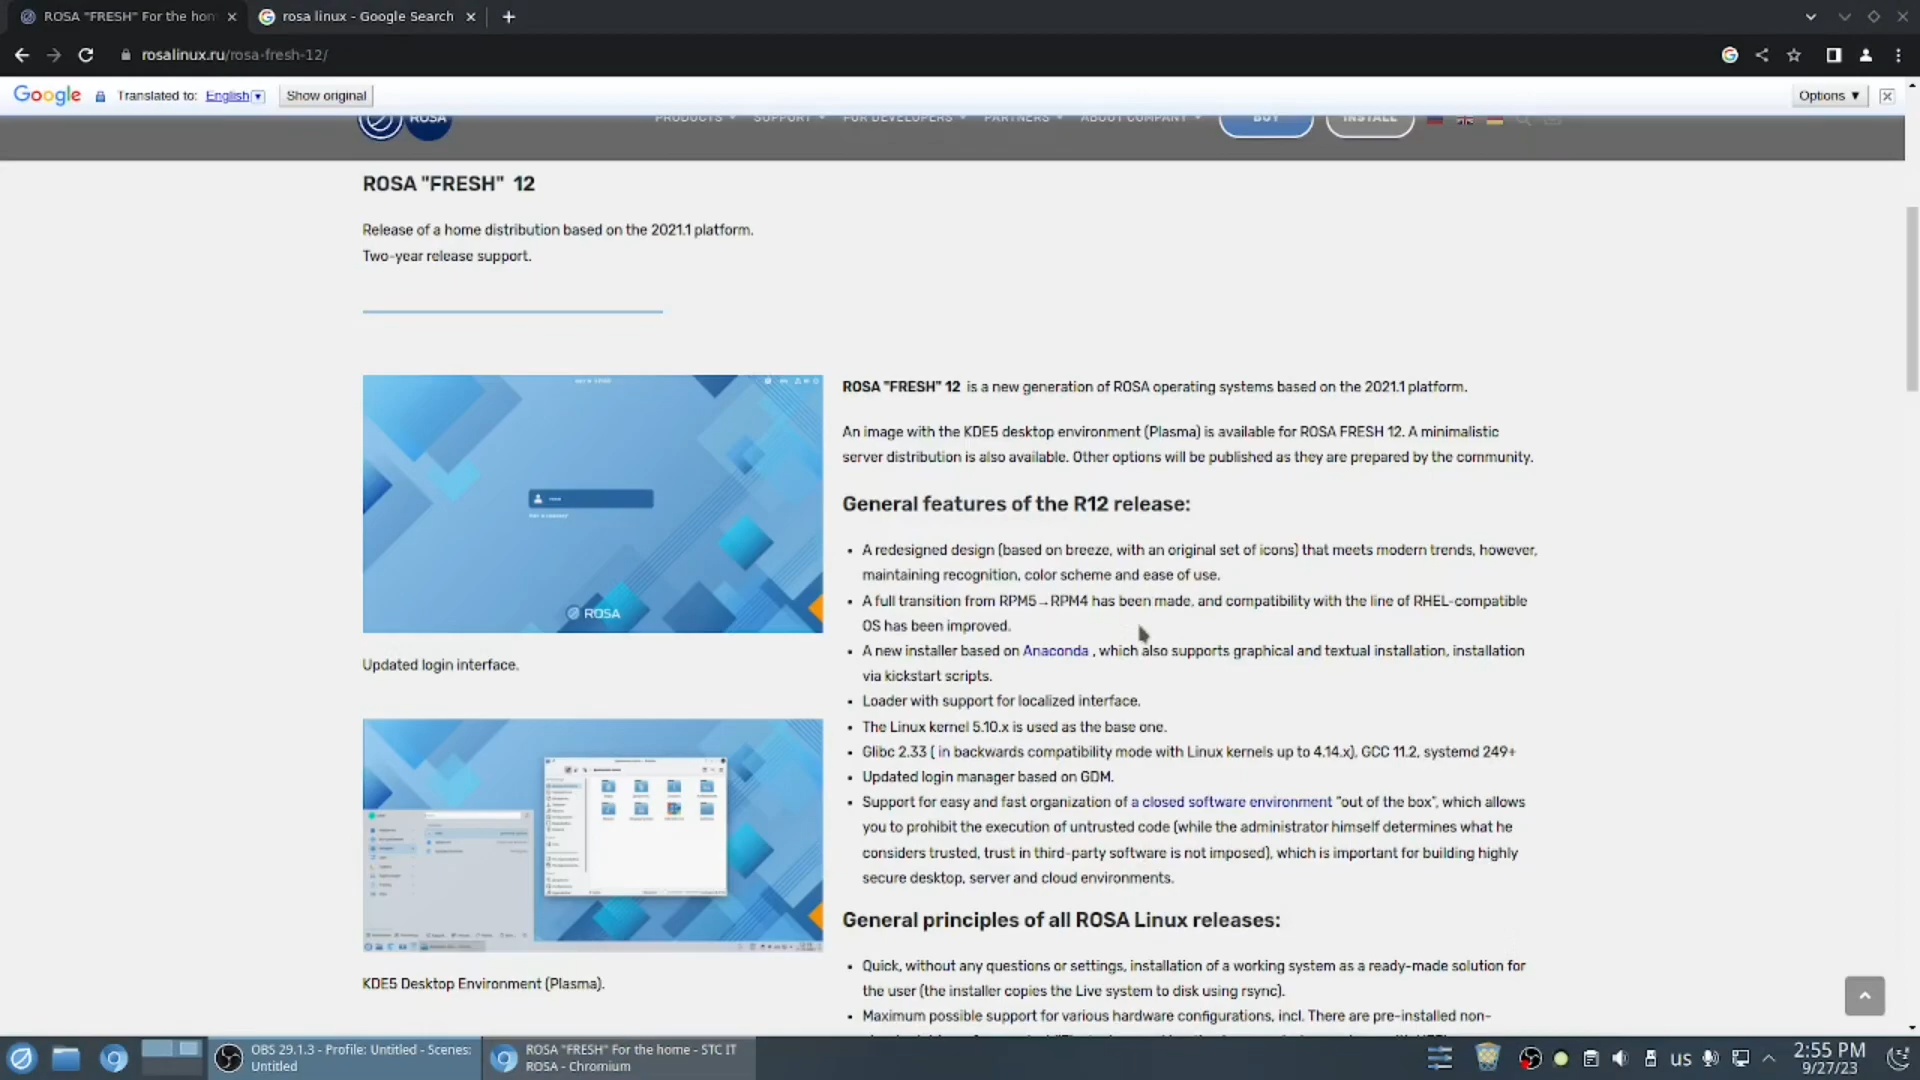 ROSA "FRESH" For the hon
rosa linux - Google Search
rosalinux.ru/rosa-fresh-12/
Google Translated to: English Show original Options
ROSA PRODUCTS SUPPORT FOR DEVELOPERS PARTNERS ABOUT COMPANY BUY INSTALL
ROSA "FRESH" 12
Release of a home distribution based on the 2021.1 platform.
Two-year release support.
ROSA
Updated login interface.
KDE5 Desktop Environment (Plasma).
ROSA "FRESH" 12 is a new generation of ROSA operating systems based on the 2021.1 platform.
An image with the KDE5 desktop environment (Plasma) is available for ROSA FRESH 12. A minimalistic
server distribution is also available. Other options will be published as they are prepared by the community.
General features of the R12 release:
• A redesigned design (based on breeze, with an original set of icons) that meets modern trends, however,
maintaining recognition, color scheme and ease of use.
• A full transition from RPM5→RPM4 has been made, and compatibility with the line of RHEL-compatible
OS has been improved.
• A new installer based on Anaconda , which also supports graphical and textual installation, installation
via kickstart scripts.
• Loader with support for localized interface.
• The Linux kernel 5.10.x is used as the base one.
• Glibc 2.33 ( in backwards compatibility mode with Linux kernels up to 4.14.x), GCC 11.2, systemd 249+
• Updated login manager based on GDM.
• Support for easy and fast organization of a closed software environment "out of the box", which allows
you to prohibit the execution of untrusted code (while the administrator himself determines what he
considers trusted, trust in third-party software is not imposed), which is important for building highly
secure desktop, server and cloud environments.
General principles of all ROSA Linux releases:
• Quick, without any questions or settings, installation of a working system as a ready-made solution for
the user (the installer copies the Live system to disk using rsync).
• Maximum possible support for various hardware configurations, incl. There are pre-installed non-
OBS 29.1.3 - Profile: Untitled - Scenes:
Untitled
ROSA "FRESH" For the home - STC IT
ROSA - Chromium
us
2:55 PM
9/27/23